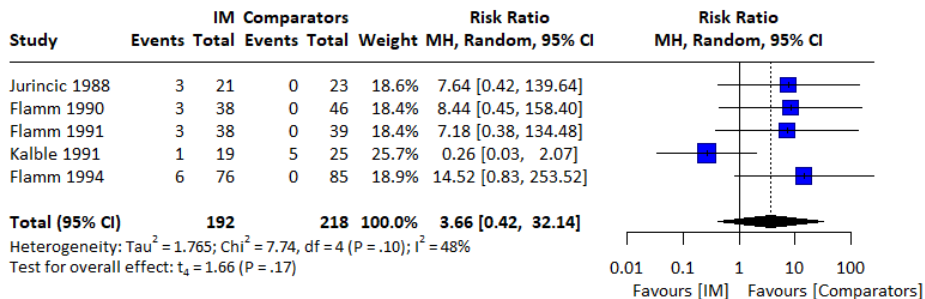 IM Comparators Risk Ratio Risk Ratio
Study Events Total Events Total Weight MH, Random, 95% CI MH, Random, 95% CI
Jurincic 1988 3 21 0 23 18.6% 7.64 [0.42, 139.64]
Flamm 1990 3 38 0 46 18.4% 8.44 [0.45, 158.40]
Flamm 1991 3 38 0 39 18.4% 7.18 [0.38, 134.48]
Kalble 1991 1 19 5 25 25.7% 0.26 [0.03, 2.07]
Flamm 1994 6 76 0 85 18.9% 14.52 [0.83, 253.52]
Total (95% CI) 192 218 100.0% 3.66 [0.42, 32.14]
Heterogeneity: Tau² = 1.765; Chi² = 7.74, df = 4 (P = .10); I² = 48%
Test for overall effect: t₄ = 1.66 (P = .17)
0.01 0.1 1 10 100
Favours [IM] Favours [Comparators]